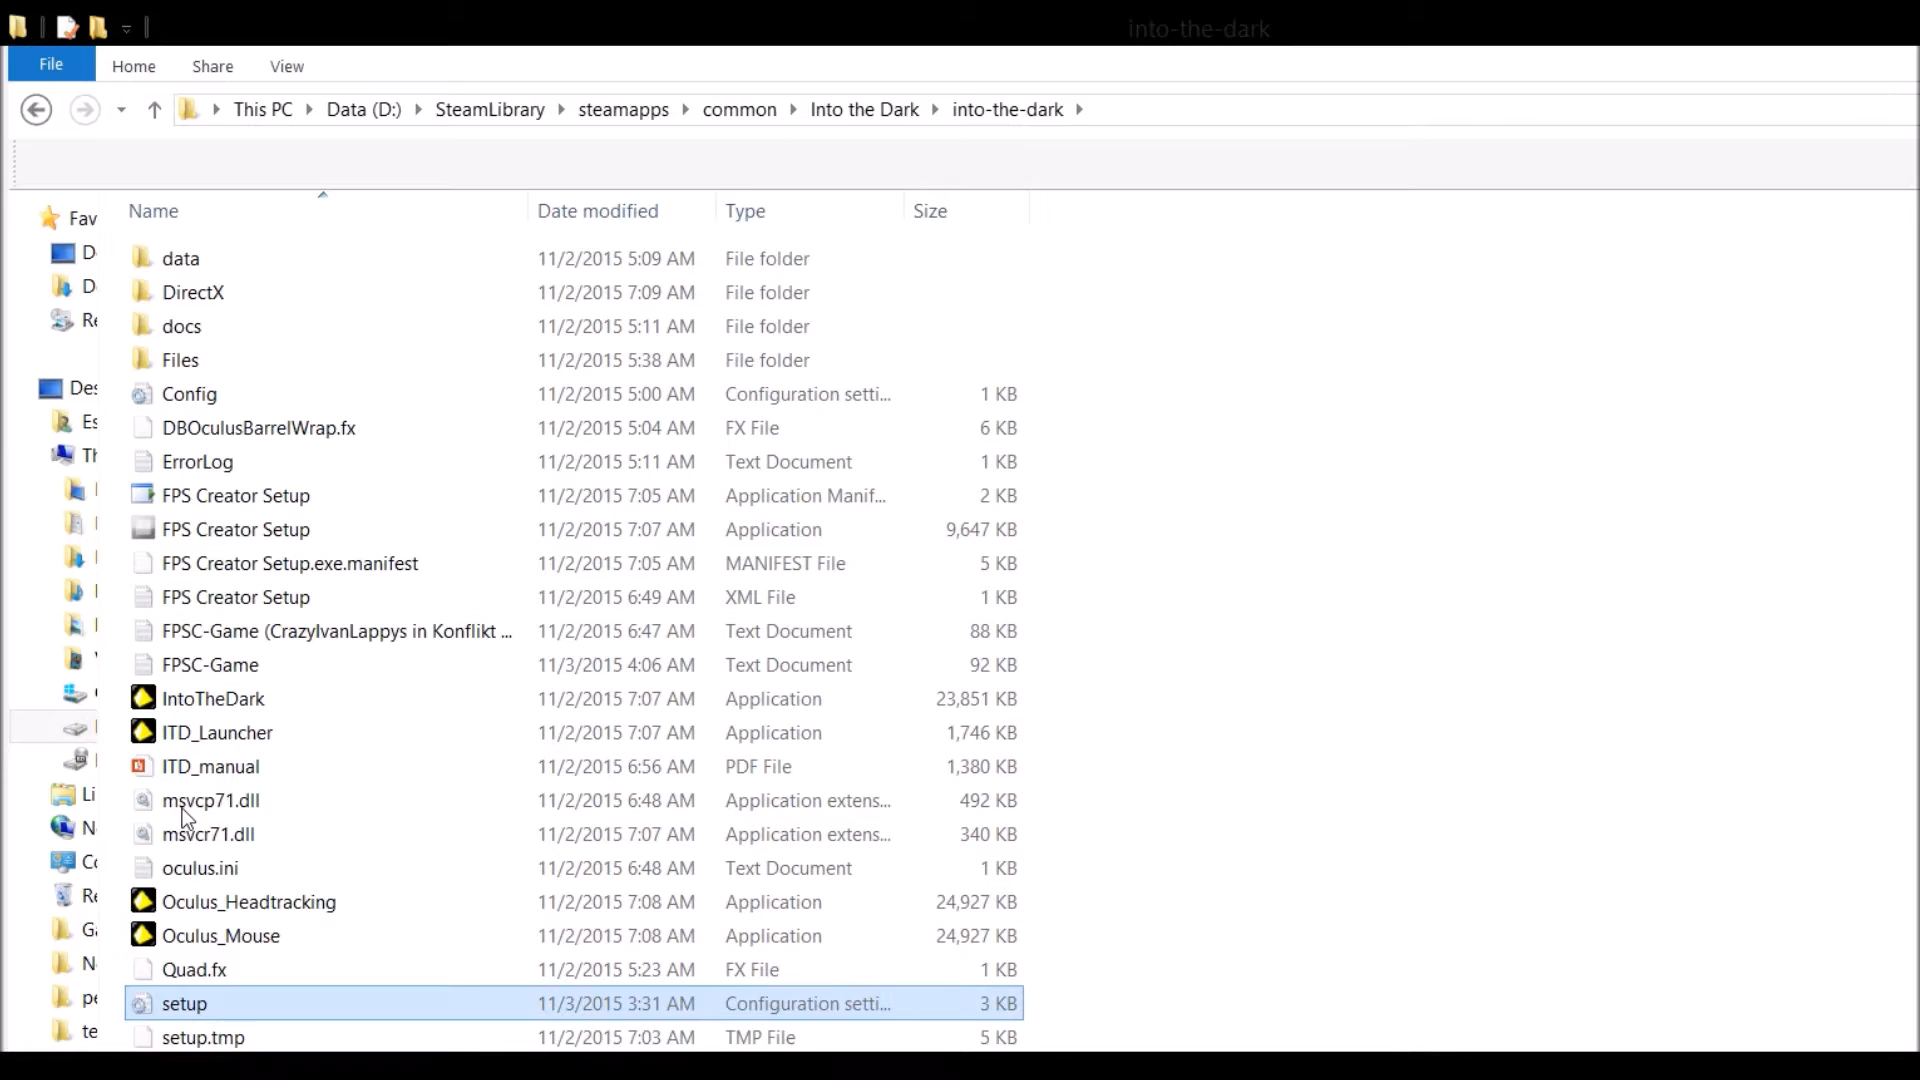 into-the-dark
File Home Share View
This PC Data (D:) SteamLibrary steamapps common Into the Dark into-the-dark
Name Date modified Type Size
Fav
data 11/2/2015 5:09 AM File folder
D
DirectX 11/2/2015 7:09 AM File folder
D
docs 11/2/2015 5:11 AM File folder
Re
Files 11/2/2015 5:38 AM File folder
Des
Config 11/2/2015 5:00 AM Configuration setti... 1 KB
Es
DBOculusBarrelWrap.fx 11/2/2015 5:04 AM FX File 6 KB
Th
ErrorLog 11/2/2015 5:11 AM Text Document 1 KB
FPS Creator Setup 11/2/2015 7:05 AM Application Manif... 2 KB
FPS Creator Setup 11/2/2015 7:07 AM Application 9,647 KB
FPS Creator Setup.exe.manifest 11/2/2015 7:05 AM MANIFEST File 5 KB
FPS Creator Setup 11/2/2015 6:49 AM XML File 1 KB
FPSC-Game (CrazyIvanLappys in Konflikt ... 11/2/2015 6:47 AM Text Document 88 KB
FPSC-Game 11/3/2015 4:06 AM Text Document 92 KB
IntoTheDark 11/2/2015 7:07 AM Application 23,851 KB
ITD_Launcher 11/2/2015 7:07 AM Application 1,746 KB
ITD_manual 11/2/2015 6:56 AM PDF File 1,380 KB
Li
msvcp71.dll 11/2/2015 6:48 AM Application extens... 492 KB
N
msvcr71.dll 11/2/2015 7:07 AM Application extens... 340 KB
Co
oculus.ini 11/2/2015 6:48 AM Text Document 1 KB
Re
Oculus_Headtracking 11/2/2015 7:08 AM Application 24,927 KB
Ga
Oculus_Mouse 11/2/2015 7:08 AM Application 24,927 KB
N
Quad.fx 11/2/2015 5:23 AM FX File 1 KB
pe
setup 11/3/2015 3:31 AM Configuration setti... 3 KB
te
setup.tmp 11/2/2015 7:03 AM TMP File 5 KB